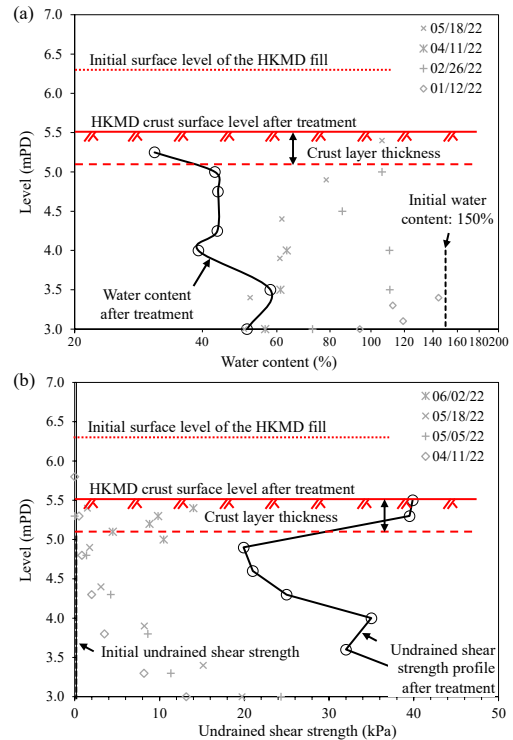 (a)
7.0
6.5
6.0
5.5
5.0
4.5
4.0
3.5
3.0
Level (mPD)
Initial surface level of the HKMD fill
05/18/22
04/11/22
02/26/22
01/12/22
HKMD crust surface level after treatment
Crust layer thickness
Initial water
content: 150%
Water content
after treatment
20 40 60 80 100 120 140 160 180 200
Water content (%)
(b)
7.0
6.5
6.0
5.5
5.0
4.5
4.0
3.5
3.0
Level (mPD)
Initial surface level of the HKMD fill
06/02/22
05/18/22
05/05/22
04/11/22
HKMD crust surface level after treatment
Crust layer thickness
Initial undrained shear strength
Undrained shear
strength profile
after treatment
0 10 20 30 40 50
Undrained shear strength (kPa)